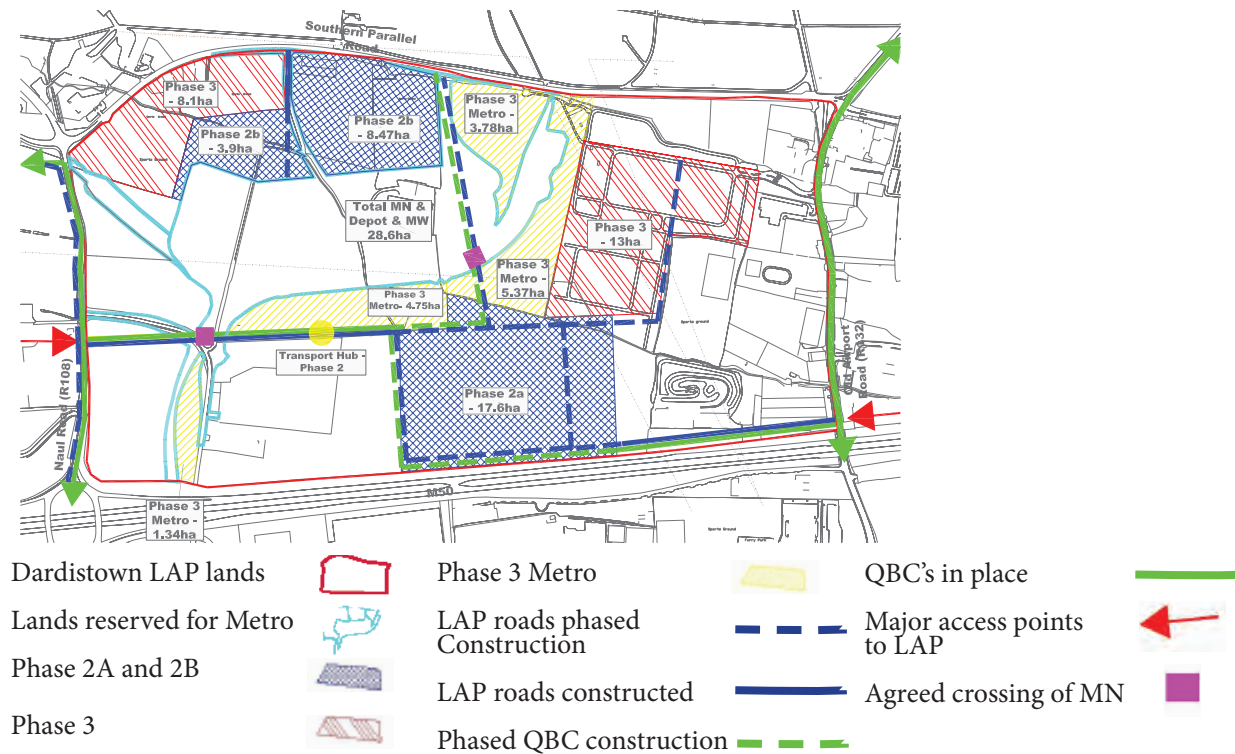 Southern Parallel
Road
Phase 3
- 8.1ha
Phase 2b
- 3.9ha
Phase 2b
- 8.47ha
Phase 3
Metro -
3.78ha
Sports Ground
Total MN &
Depot & MW
28.6ha
Phase 3
- 13ha
Phase 3
Metro -
5.37ha
Phase 3
Metro- 4.75ha
Sports ground
Transport Hub -
Phase 2
Phase 2a
- 17.6ha
Old Airport
Road (R132)
Naul Road (R108)
M50
Phase 3
Metro -
1.34ha
Sports Ground
Dardistown LAP lands
Lands reserved for Metro
Phase 2A and 2B
Phase 3
Phase 3 Metro
LAP roads phased
Construction
LAP roads constructed
Phased QBC construction
QBC's in place
Major access points
to LAP
Agreed crossing of MN